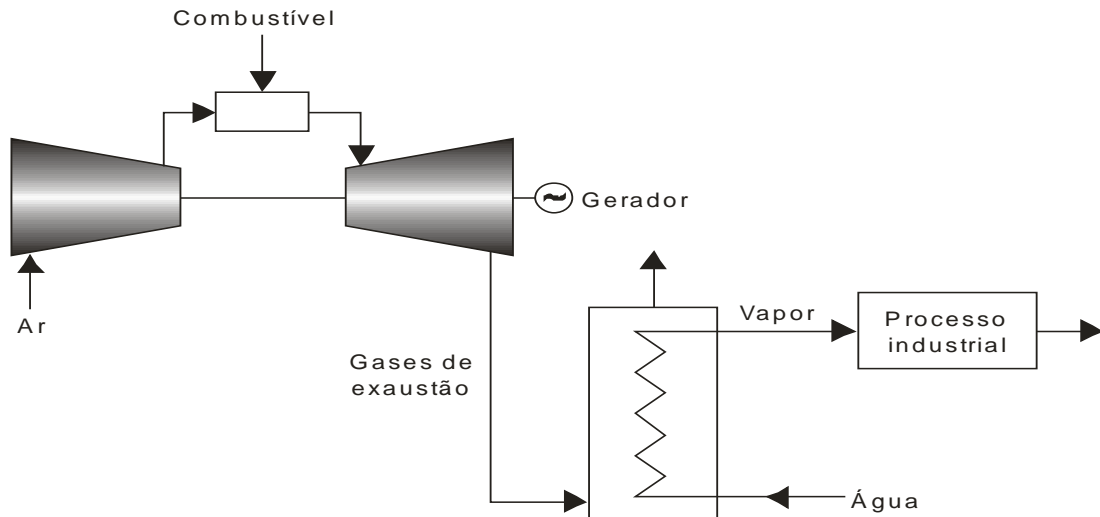 Combustível
Gerador
Ar
Vapor
Processo
industrial
Gases de
exaustão
Água